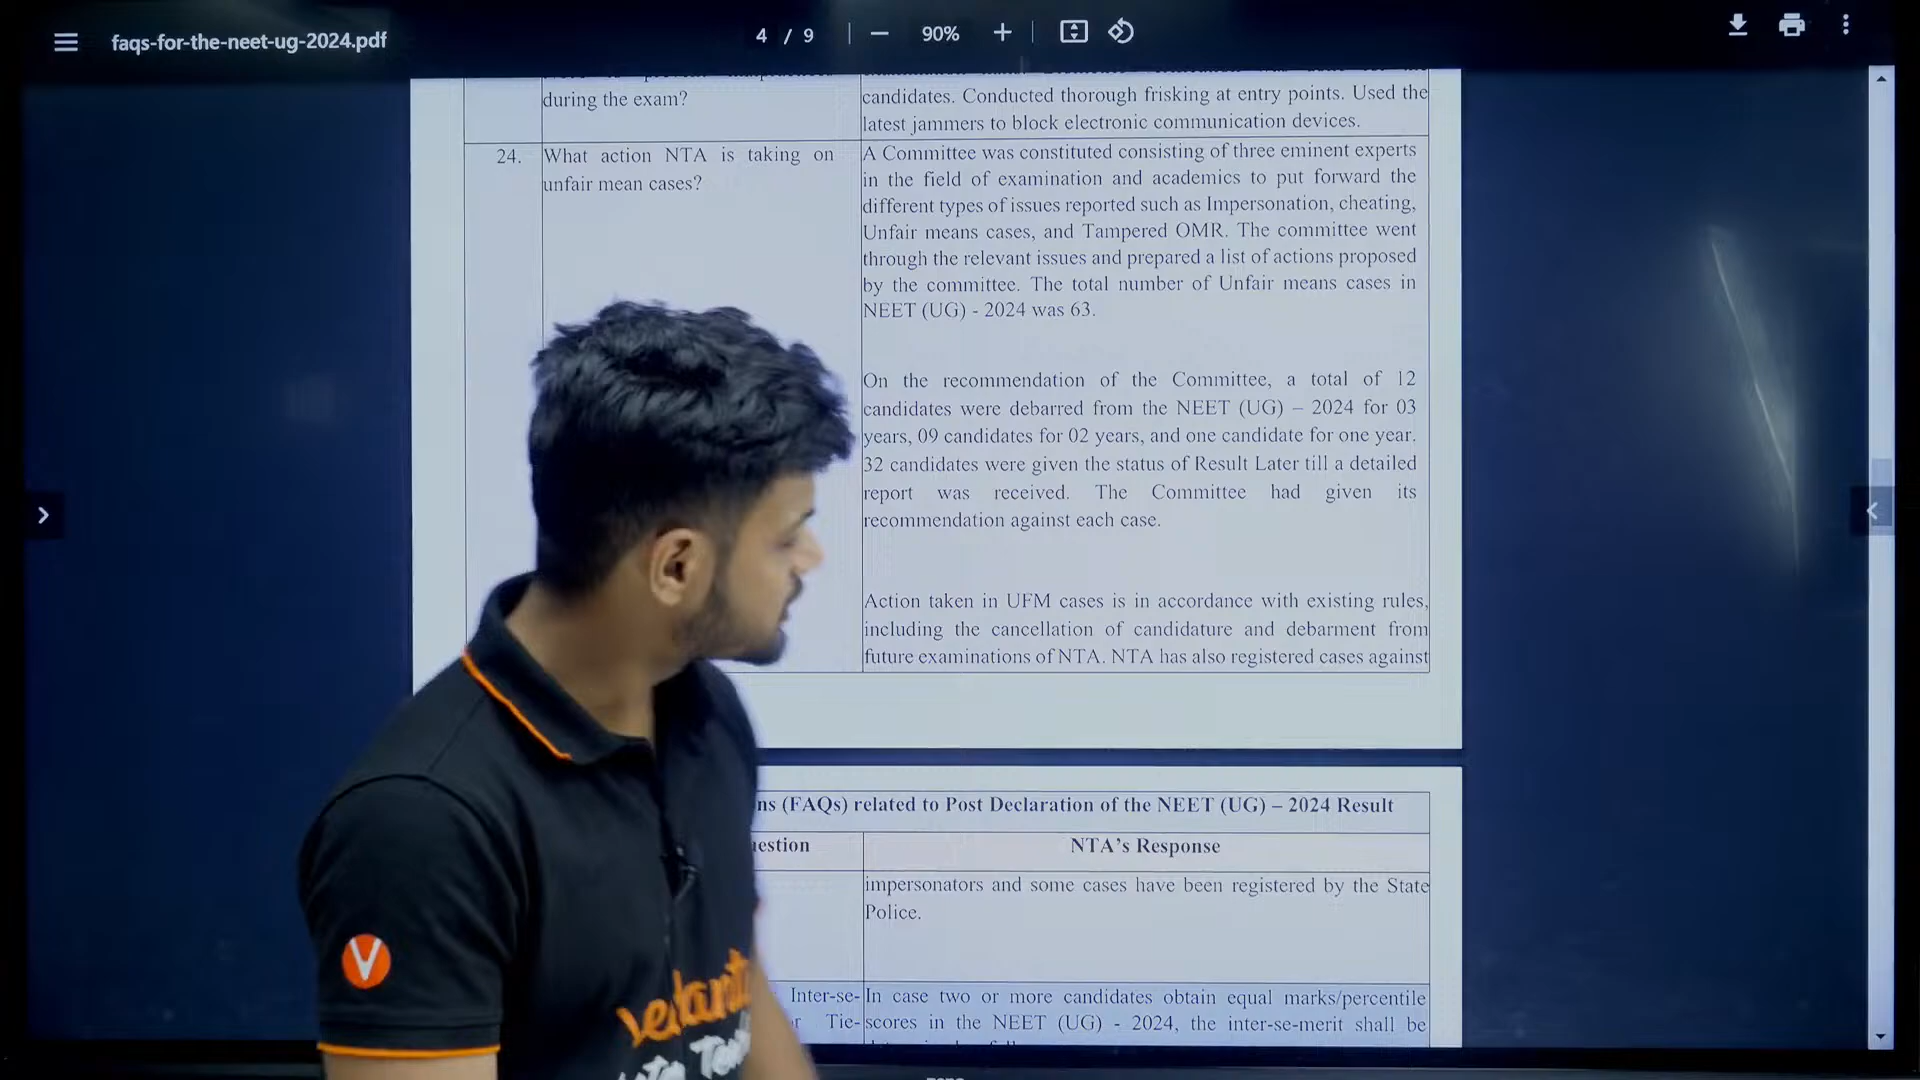 faqs-for-the-neet-ug-2024.pdf
4 / 9
90%
during the exam?
candidates. Conducted thorough frisking at entry points. Used the
latest jammers to block electronic communication devices.
24.
What action NTA is taking on
unfair mean cases?
A Committee was constituted consisting of three eminent experts
in the field of examination and academics to put forward the
different types of issues reported such as Impersonation, cheating,
Unfair means cases, and Tampered OMR. The committee went
through the relevant issues and prepared a list of actions proposed
by the committee. The total number of Unfair means cases in
NEET (UG) - 2024 was 63.
On the recommendation of the Committee, a total of 12
candidates were debarred from the NEET (UG) – 2024 for 03
years, 09 candidates for 02 years, and one candidate for one year.
32 candidates were given the status of Result Later till a detailed
report was received. The Committee had given its
recommendation against each case.
Action taken in UFM cases is in accordance with existing rules,
including the cancellation of candidature and debarment from
future examinations of NTA. NTA has also registered cases against
(FAQs) related to Post Declaration of the NEET (UG) – 2024 Result
NTA's Response
impersonators and some cases have been registered by the State
Police.
Inter-se-
Tie-
In case two or more candidates obtain equal marks/percentile
scores in the NEET (UG) - 2024, the inter-se-merit shall be
V